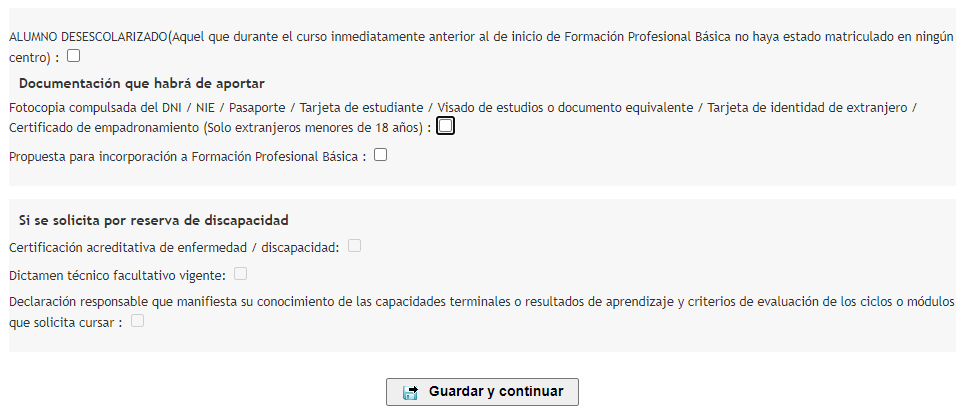 ALUMNO DESESCOLARIZADO(Aquel que durante el curso inmediatamente anterior al de inicio de Formación Profesional Básica no haya estado matriculado en ningún
centro) :
Documentación que habrá de aportar
Fotocopia compulsada del DNI / NIE / Pasaporte / Tarjeta de estudiante / Visado de estudios o documento equivalente / Tarjeta de identidad de extranjero /
Certificado de empadronamiento (Solo extranjeros menores de 18 años) :
Propuesta para incorporación a Formación Profesional Básica :
Si se solicita por reserva de discapacidad
Certificación acreditativa de enfermedad / discapacidad:
Dictamen técnico facultativo vigente:
Declaración responsable que manifiesta su conocimiento de las capacidades terminales o resultados de aprendizaje y criterios de evaluación de los ciclos o módulos
que solicita cursar :
Guardar y continuar